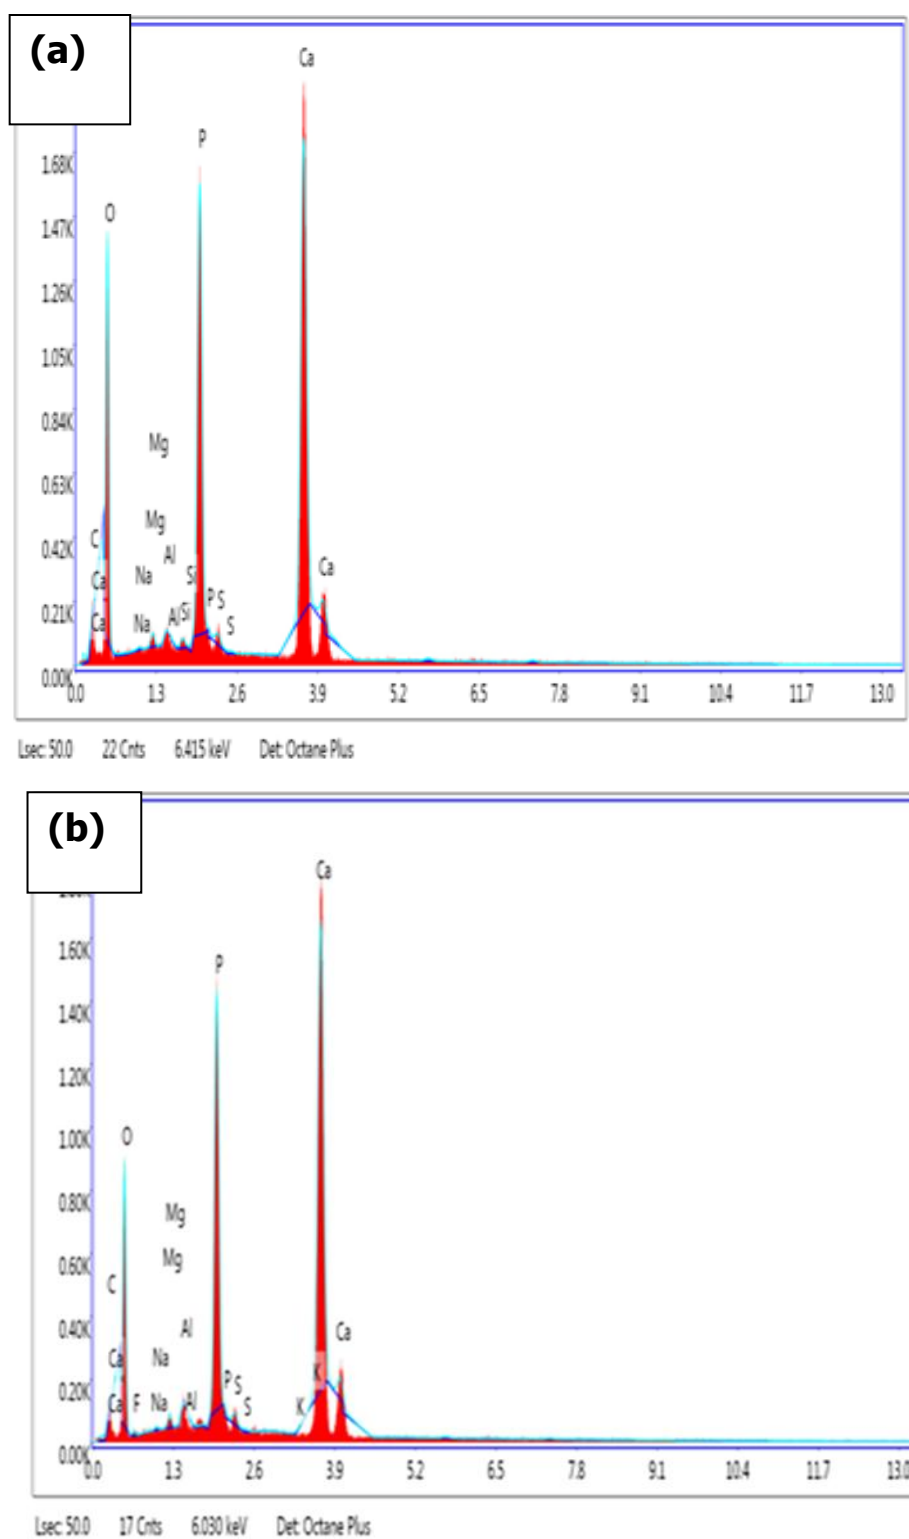 (a)
Ca
P
1.68K
O
1.47K
1.26K
1.05K
0.84K
Mg
0.63K
Mg
C
0.42K
Al
Ca
Ca Na Si
P S
0.21K
Al Si
Ca Na S
0.00K
0.0 1.3 2.6 3.9 5.2 6.5 7.8 9.1 10.4 11.7 13.0
Lsec: 50.0 22 Cnts 6.415 keV Det: Octane Plus
(b)
Ca
1.60K
P
1.40K
1.20K
O
1.00K
0.80K
Mg
Mg
0.60K
C
0.40K
Al Ca
Ca Na
K
P S
0.20K
Ca F Na Al S K
0.00K
0.0 1.3 2.6 3.9 5.2 6.5 7.8 9.1 10.4 11.7 13.0
Lsec: 50.0 17 Cnts 6.030 keV Det: Octane Plus